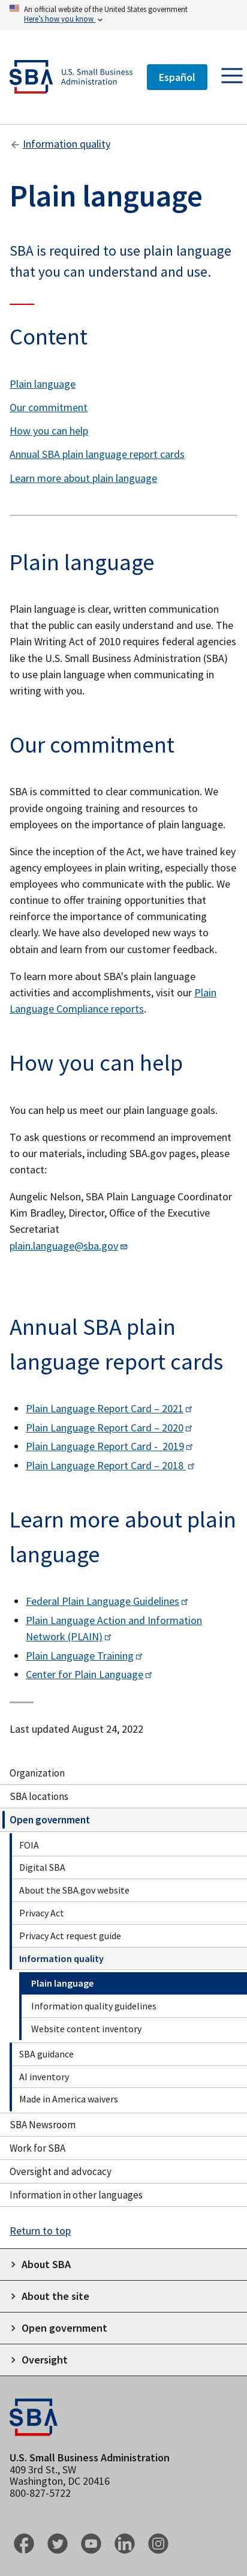 An official website of the United States government
Here's how you know
SBA U.S. Small Business
Administration
Español
Information quality
Plain language
SBA is required to use plain language
that you can understand and use.
Content
Plain language
Our commitment
How you can help
Annual SBA plain language report cards
Learn more about plain language
Plain language
Plain language is clear, written communication
that the public can easily understand and use. The
Plain Writing Act of 2010 requires federal agencies
like the U.S. Small Business Administration (SBA)
to use plain language when communicating in
writing with you.
Our commitment
SBA is committed to clear communication. We
provide ongoing training and resources to
employees on the importance of plain language.
Since the inception of the Act, we have trained key
agency employees in plain writing, especially those
employees who communicate with the public. We
continue to offer training opportunities that
reinforce the importance of communicating
clearly. We have also developed new ways to
obtain and learn from our customer feedback.
To learn more about SBA's plain language
activities and accomplishments, visit our Plain
Language Compliance reports.
How you can help
You can help us meet our plain language goals.
To ask questions or recommend an improvement
to our materials, including SBA.gov pages, please
contact:
Aungelic Nelson, SBA Plain Language Coordinator
Kim Bradley, Director, Office of the Executive
Secretariat
plain.language@sba.gov
Annual SBA plain
language report cards
Plain Language Report Card – 2021
Plain Language Report Card – 2020
Plain Language Report Card - 2019
Plain Language Report Card – 2018
Learn more about plain
language
Federal Plain Language Guidelines
Plain Language Action and Information
Network (PLAIN)
Plain Language Training
Center for Plain Language
Last updated August 24, 2022
Organization
SBA locations
Open government
FOIA
Digital SBA
About the SBA.gov website
Privacy Act
Privacy Act request guide
Information quality
Plain language
Information quality guidelines
Website content inventory
SBA guidance
AI inventory
Made in America waivers
SBA Newsroom
Work for SBA
Oversight and advocacy
Information in other languages
Return to top
About SBA
About the site
Open government
Oversight
SBA
U.S. Small Business Administration
409 3rd St., SW
Washington, DC 20416
800-827-5722